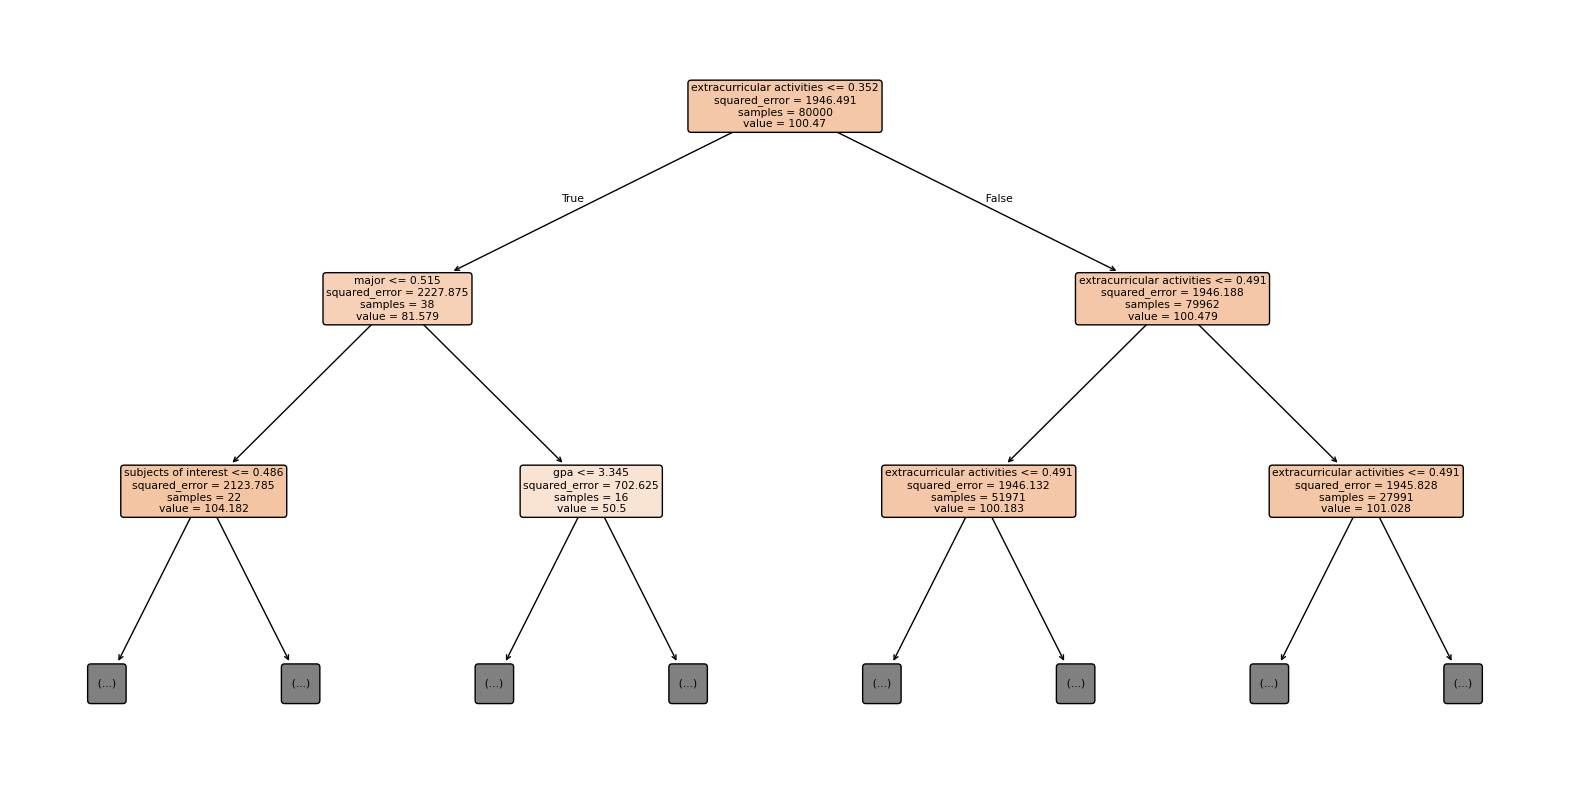 extracurricular activities <= 0.352
squared_error = 1946.491
samples = 80000
value = 100.47
True
False
major <= 0.515
squared_error = 2227.875
samples = 38
value = 81.579
extracurricular activities <= 0.491
squared_error = 1946.188
samples = 79962
value = 100.479
subjects of interest <= 0.486
squared_error = 2123.785
samples = 22
value = 104.182
gpa <= 3.345
squared_error = 702.625
samples = 16
value = 50.5
extracurricular activities <= 0.491
squared_error = 1946.132
samples = 51971
value = 100.183
extracurricular activities <= 0.491
squared_error = 1945.828
samples = 27991
value = 101.028
(...)
(...)
(...)
(...)
(...)
(...)
(...)
(...)